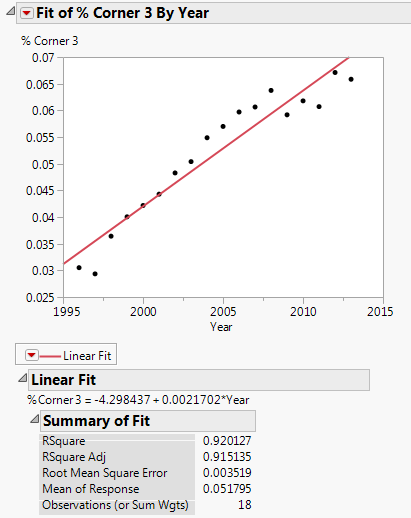 Fit of % Corner 3 By Year
% Corner 3
0.07
0.065
0.06
0.055
0.05
0.045
0.04
0.035
0.03
0.025
1995 2000 2005 2010 2015
Year
Linear Fit
Linear Fit
% Corner 3 = -4.298437 + 0.0021702*Year
Summary of Fit
RSquare 0.920127
RSquare Adj 0.915135
Root Mean Square Error 0.003519
Mean of Response 0.051795
Observations (or Sum Wgts) 18